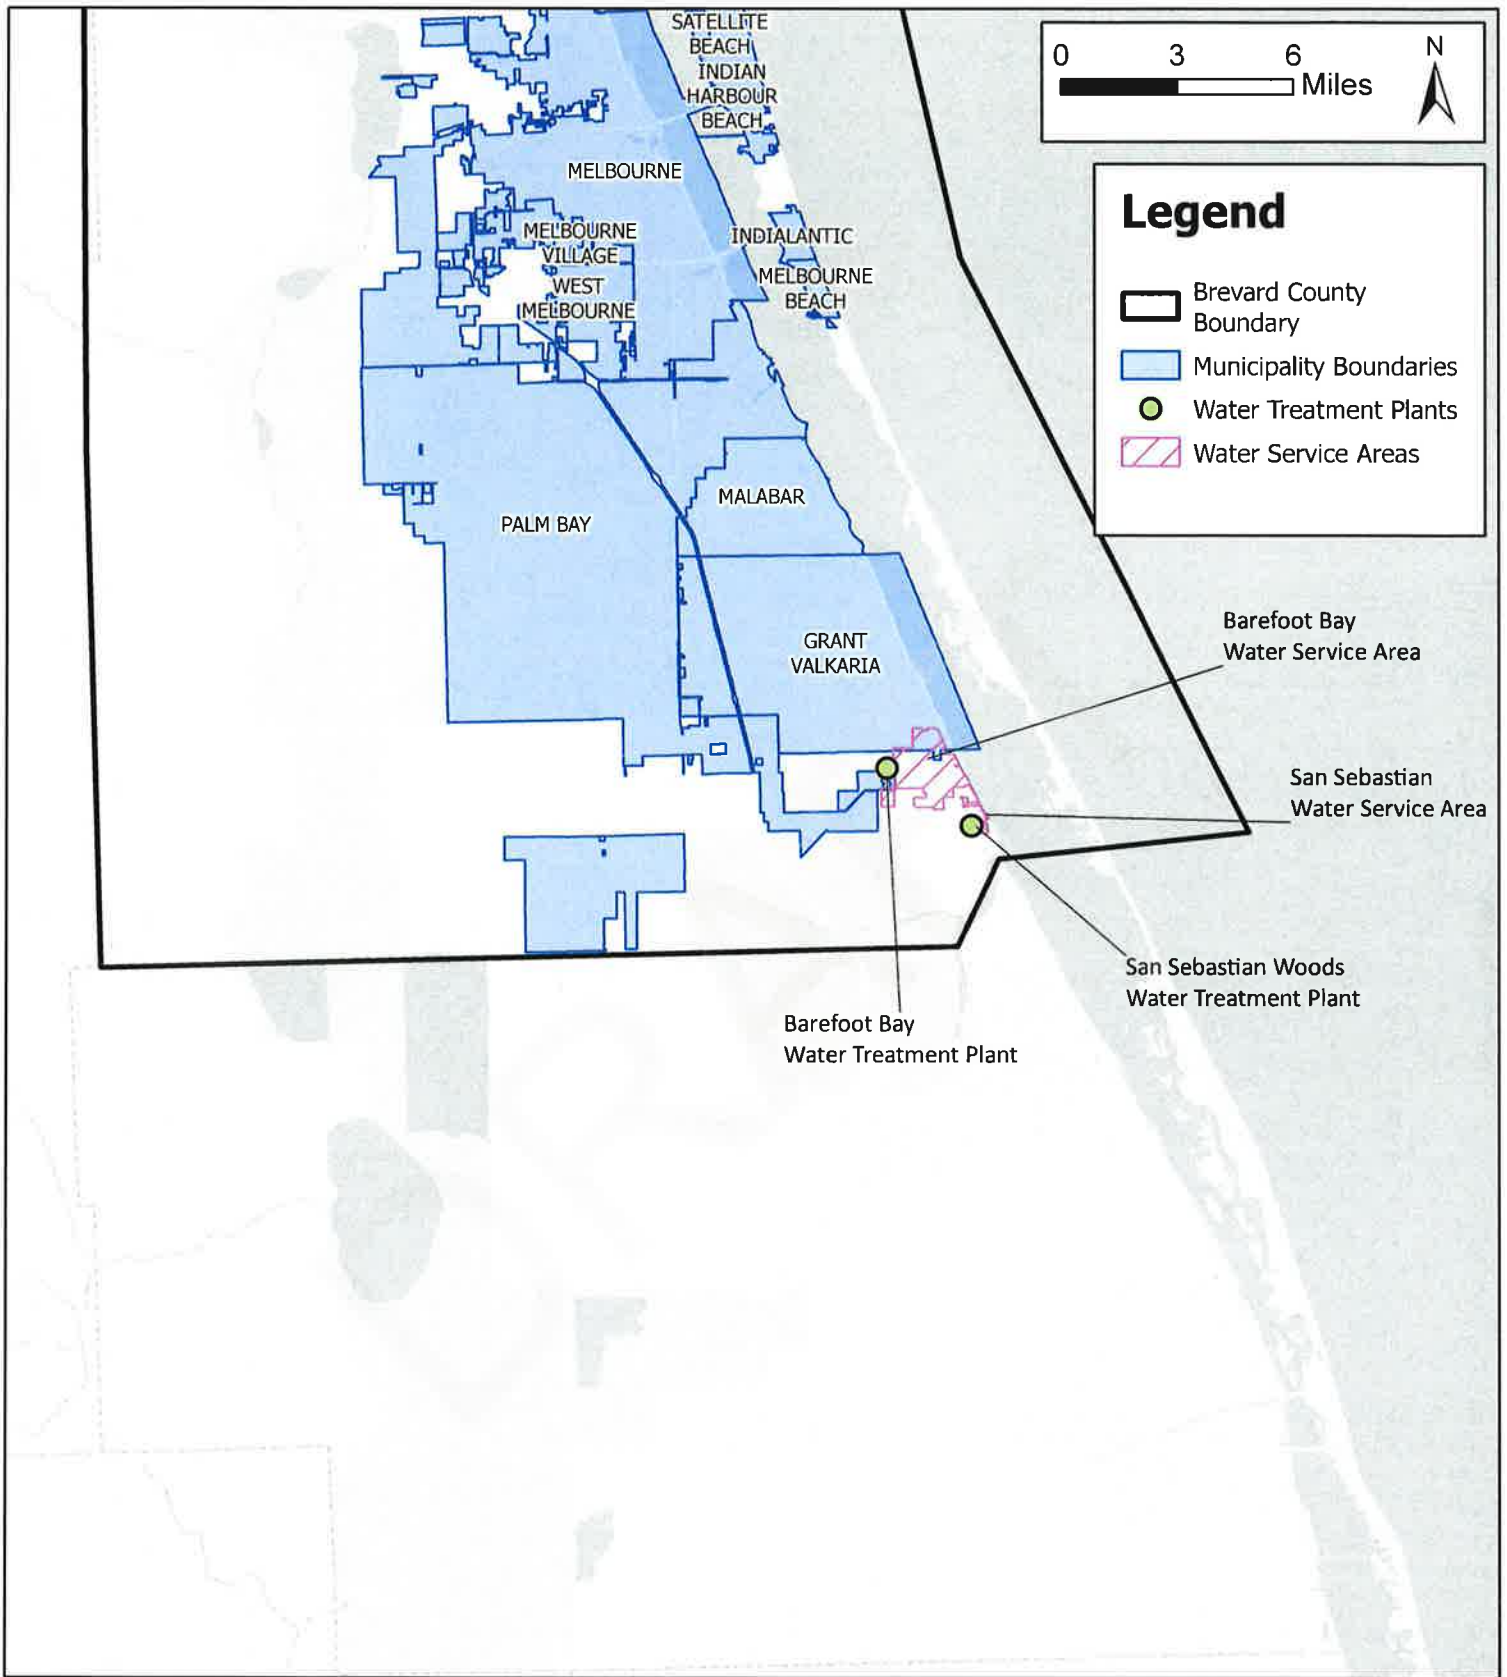 SATELLITE
BEACH
INDIAN
HARBOUR
BEACH
MELBOURNE
MELBOURNE
VILLAGE
WEST
MELBOURNE
INDIALANTIC
MELBOURNE
BEACH
PALM BAY
MALABAR
GRANT
VALKARIA
0 3 6
Miles
N
Legend
Brevard County
Boundary
Municipality Boundaries
Water Treatment Plants
Water Service Areas
Barefoot Bay
Water Service Area
San Sebastian
Water Service Area
San Sebastian Woods
Water Treatment Plant
Barefoot Bay
Water Treatment Plant